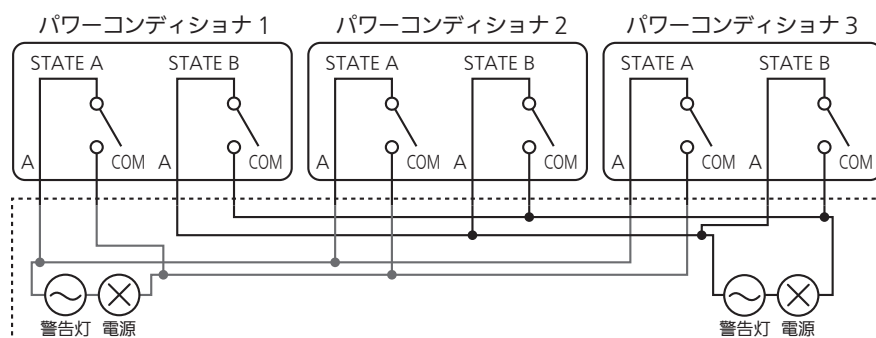 パワーコンディショナ 1 パワーコンディショナ 2 パワーコンディショナ 3
STATE A STATE B STATE A STATE B STATE A STATE B
A COM A COM A COM A COM A COM A COM
警告灯 電源 警告灯 電源